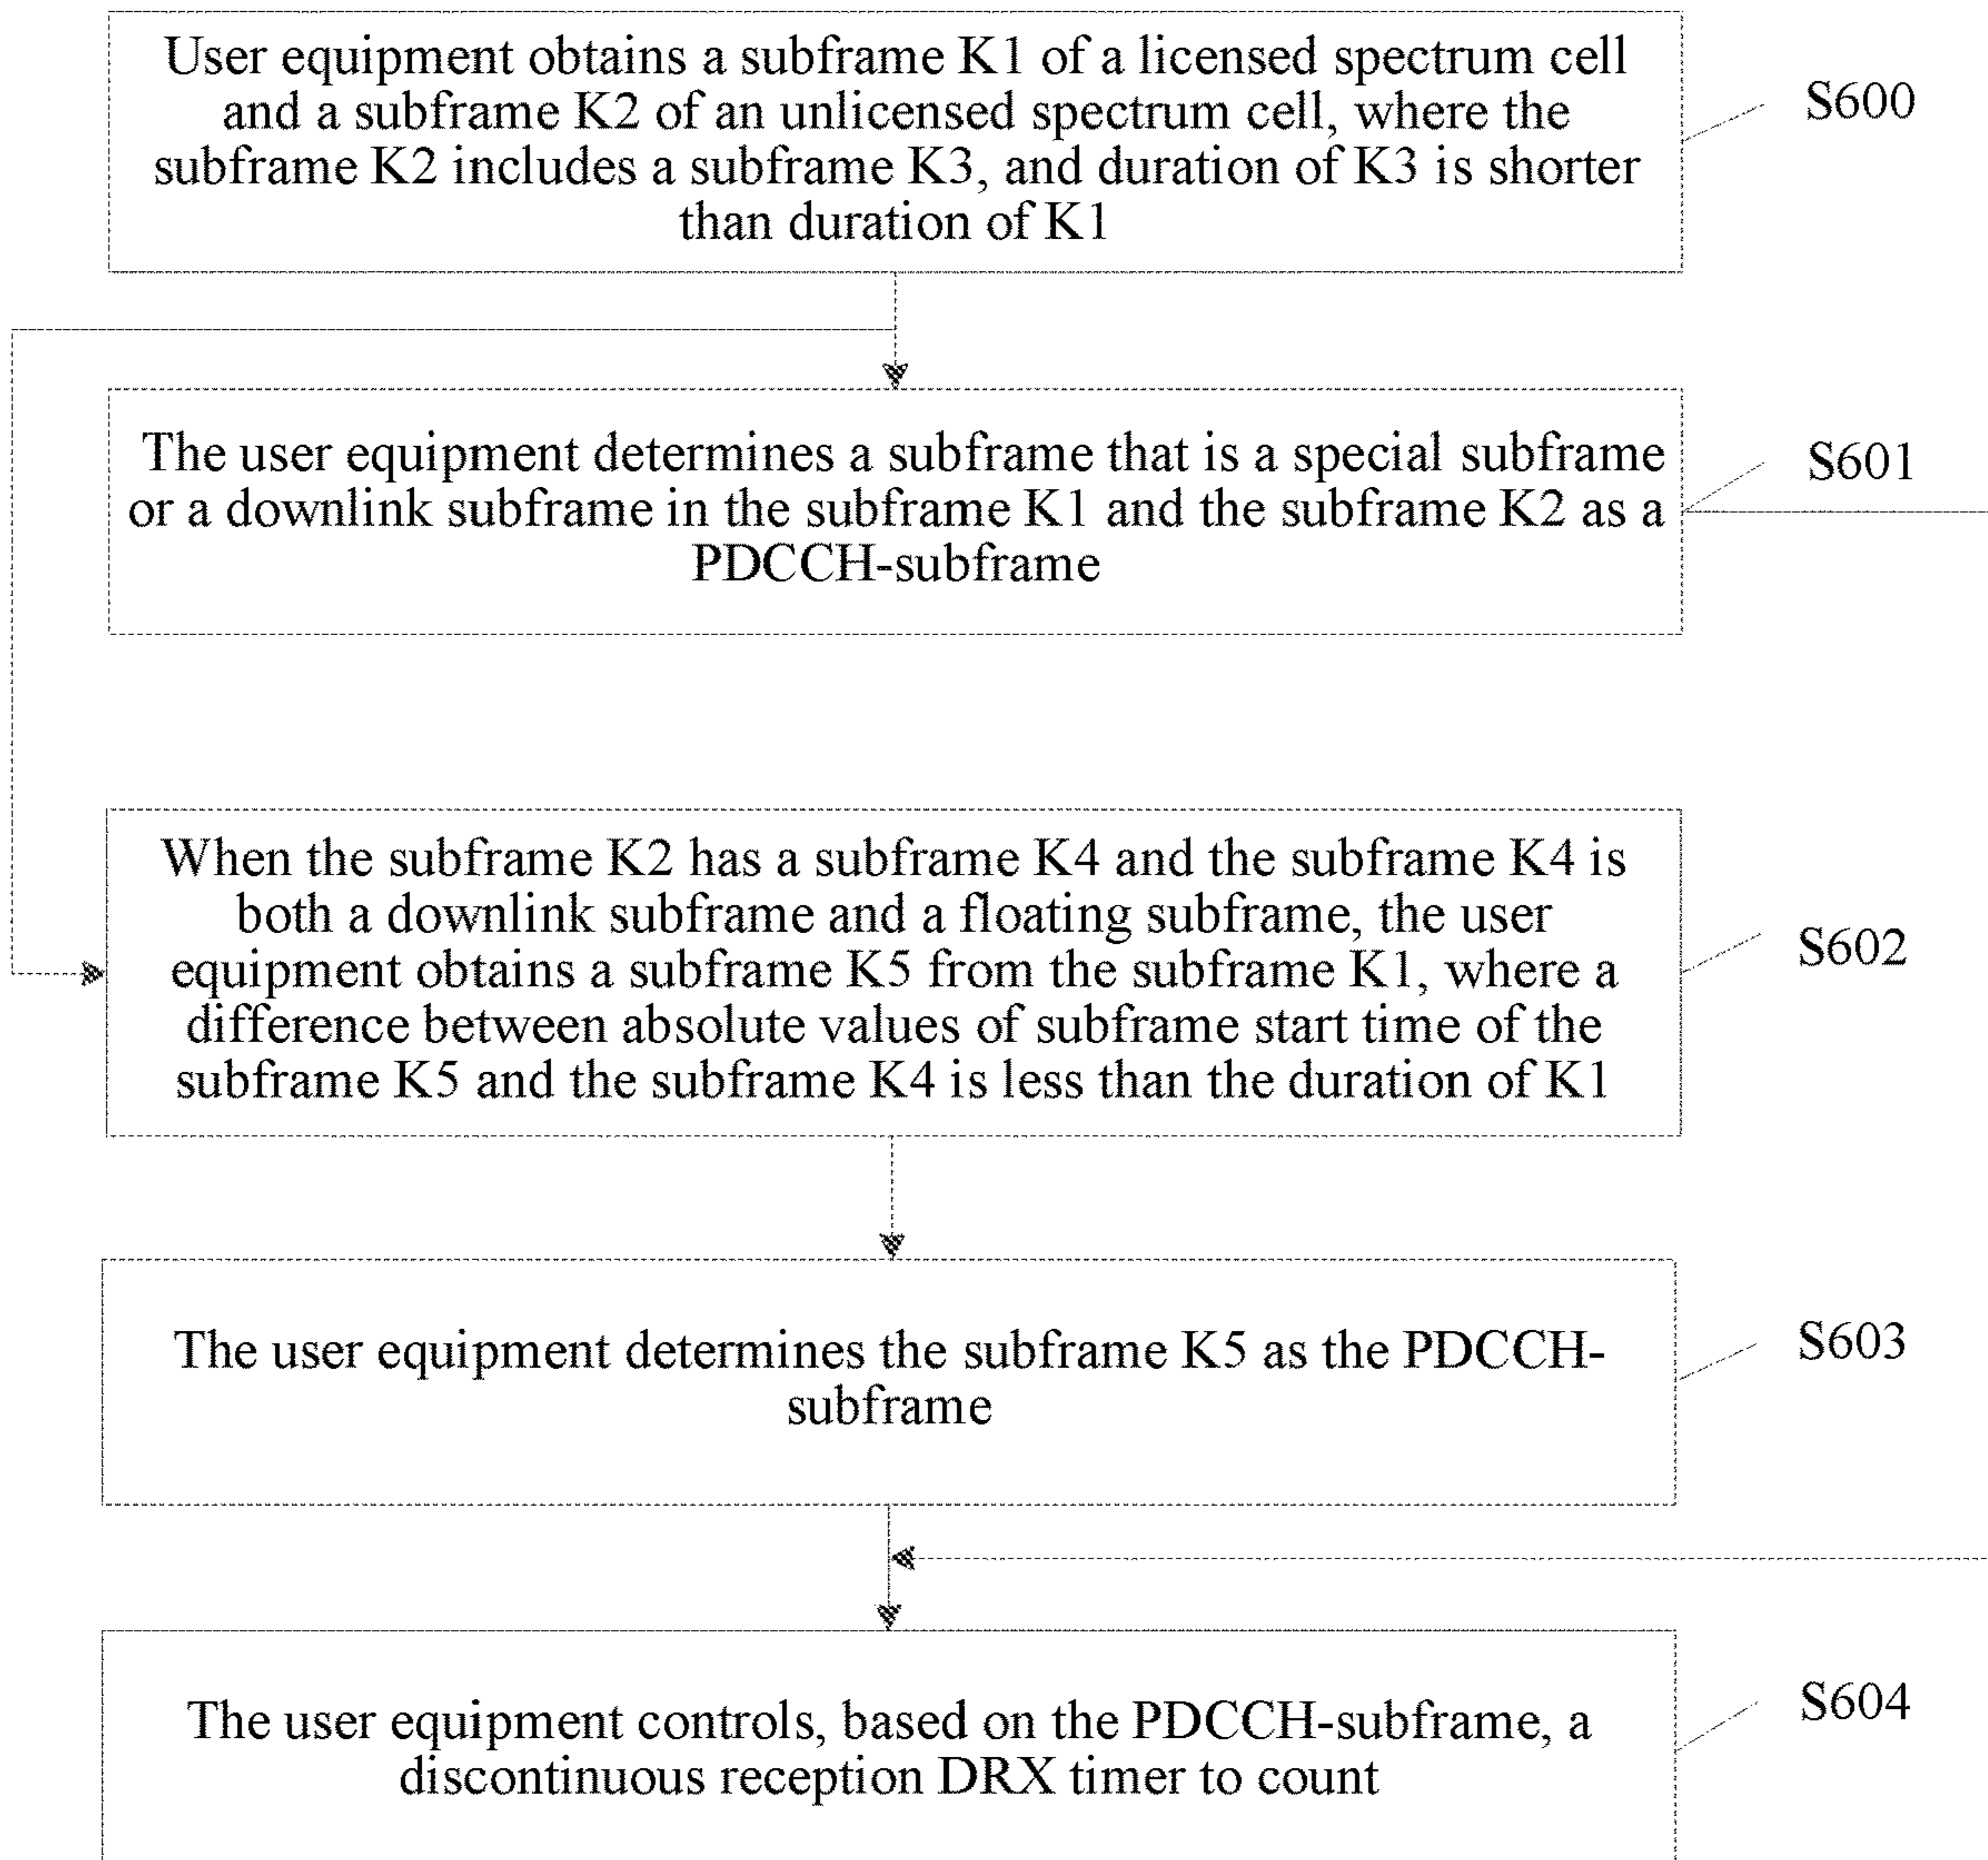 User equipment obtains a subframe K1 of a licensed spectrum cell
and a subframe K2 of an unlicensed spectrum cell, where the
subframe K2 includes a subframe K3, and duration of K3 is shorter
than duration of K1
S600
The user equipment determines a subframe that is a special subframe
or a downlink subframe in the subframe K1 and the subframe K2 as a
PDCCH-subframe
S601
When the subframe K2 has a subframe K4 and the subframe K4 is
both a downlink subframe and a floating subframe, the user
equipment obtains a subframe K5 from the subframe K1, where a
difference between absolute values of subframe start time of the
subframe K5 and the subframe K4 is less than the duration of K1
S602
The user equipment determines the subframe K5 as the PDCCH-
subframe
S603
The user equipment controls, based on the PDCCH-subframe, a
discontinuous reception DRX timer to count
S604